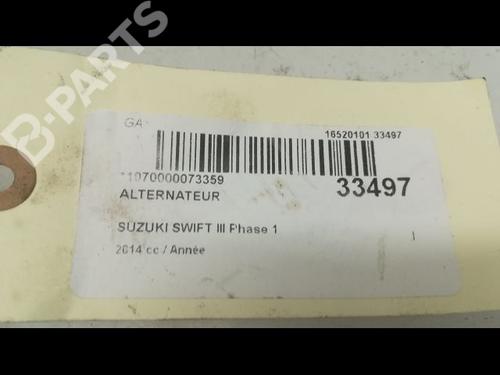 B-PARTS
GA
16520101 33497
*1070000073359
33497
ALTERNATEUR
SUZUKI SWIFT III Phase 1
2014 cc / Année